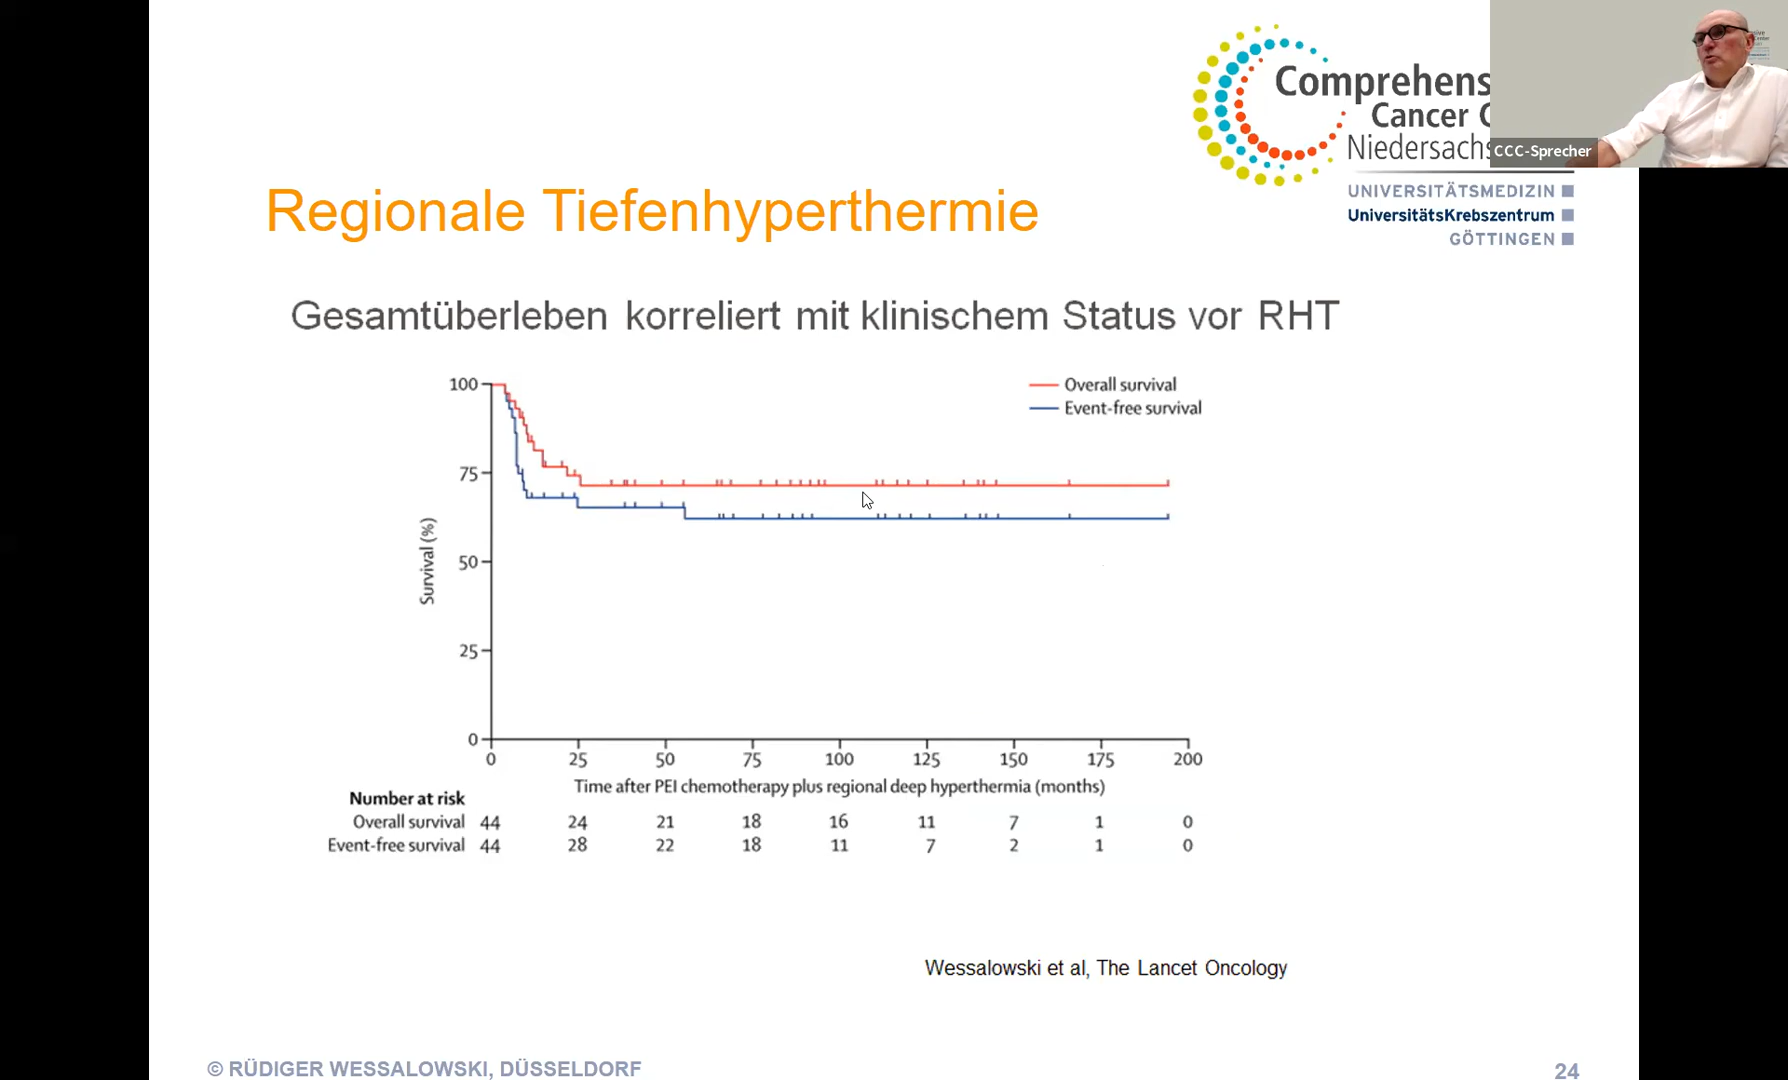 Comprehens
Cancer C
Niedersachs
CCC-Sprecher
UNIVERSITÄTSMEDIZIN
UniversitätsKrebszentrum
GÖTTINGEN
Regionale Tiefenhyperthermie
Gesamtüberleben korreliert mit klinischem Status vor RHT
Overall survival
Event-free survival
100
75
50
25
0
Survival (%)
0 25 50 75 100 125 150 175 200
Time after PEI chemotherapy plus regional deep hyperthermia (months)
Number at risk
Overall survival 44 24 21 18 16 11 7 1 0
Event-free survival 44 28 22 18 11 7 2 1 0
Wessalowski et al, The Lancet Oncology
© RÜDIGER WESSALOWSKI, DÜSSELDORF
24